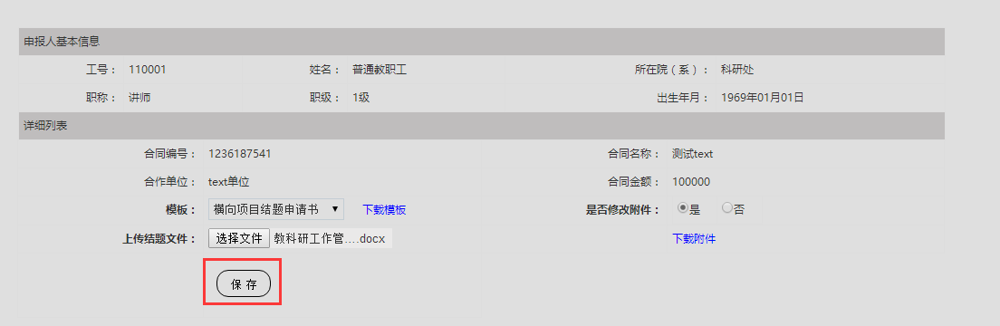 申报人基本信息
工号： 110001 姓名： 普通教职工 所在院（系）： 科研处
职称： 讲师 职级： 1级 出生年月： 1969年01月01日
详细列表
合同编号： 1236187541 合同名称： 测试text
合作单位： text单位 合同金额： 100000
模板： 横向项目结题申请书 下载模板 是否修改附件： 是 否
上传结题文件： 选择文件 教科研工作管....docx 下载附件
保 存